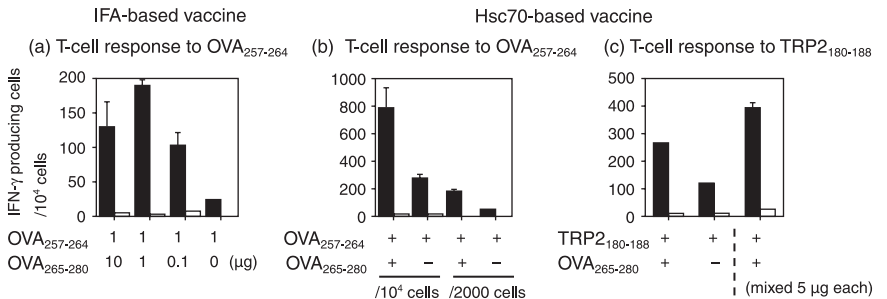 IFA-based vaccine Hsc70-based vaccine
(a) T-cell response to OVA257-264 (b) T-cell response to OVA257-264 (c) T-cell response to TRP2180-188
IFN-γ producing cells
/10⁴ cells
200
150
100
50
0
1000
800
600
400
200
0
500
400
300
200
100
0
OVA257-264 1 1 1 1
OVA265-280 10 1 0.1 0 (μg)
OVA257-264 + + + +
OVA265-280 + − + −
/10⁴ cells /2000 cells
TRP2180-188 + + +
OVA265-280 + − +
(mixed 5 μg each)